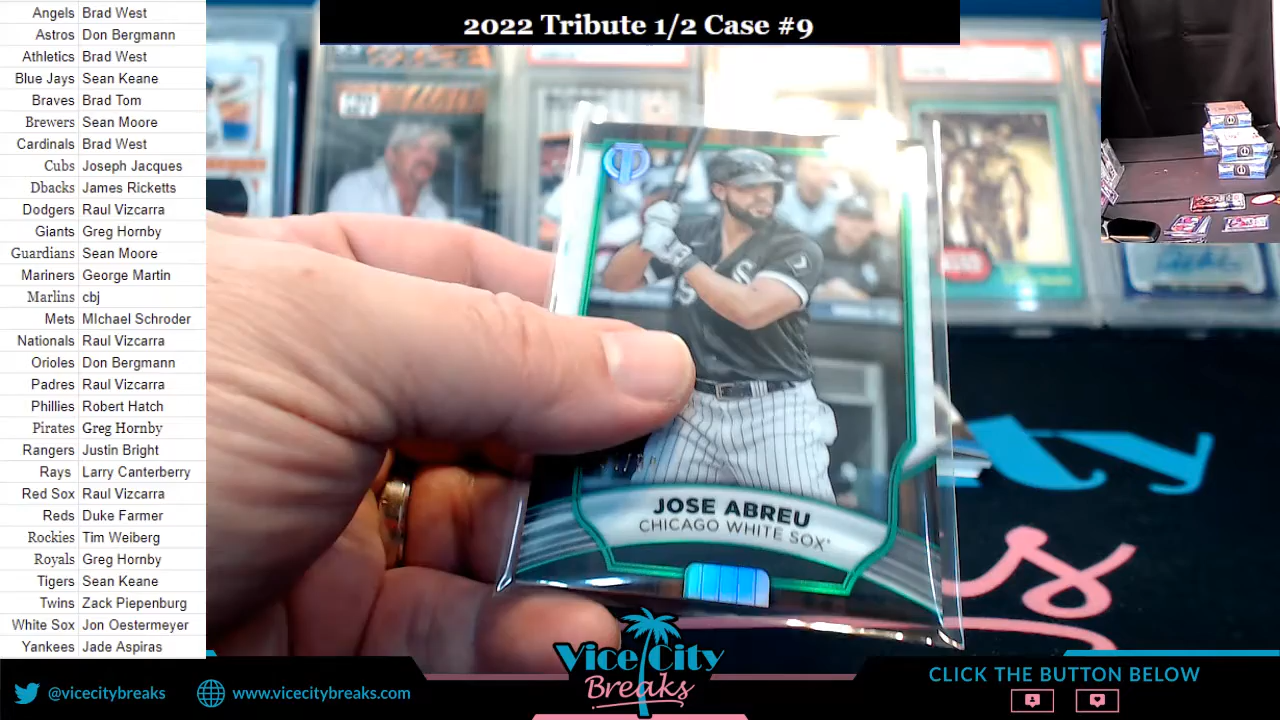 2022 Tribute 1/2 Case #9
Angels Brad West
Astros Don Bergmann
Athletics Brad West
Blue Jays Sean Keane
Braves Brad Tom
Brewers Sean Moore
Cardinals Brad West
Cubs Joseph Jacques
Dbacks James Ricketts
Dodgers Raul Vizcarra
Giants Greg Hornby
Guardians Sean Moore
Mariners George Martin
Marlins cbj
Mets MIchael Schroder
Nationals Raul Vizcarra
Orioles Don Bergmann
Padres Raul Vizcarra
Phillies Robert Hatch
Pirates Greg Hornby
Rangers Justin Bright
Rays Larry Canterberry
Red Sox Raul Vizcarra
Reds Duke Farmer
Rockies Tim Weiberg
Royals Greg Hornby
Tigers Sean Keane
Twins Zack Piepenburg
White Sox Jon Oestermeyer
Yankees Jade Aspiras
JOSE ABREU
CHICAGO WHITE SOX
Vice City
Breaks
@vicecitybreaks
www.vicecitybreaks.com
CLICK THE BUTTON BELOW